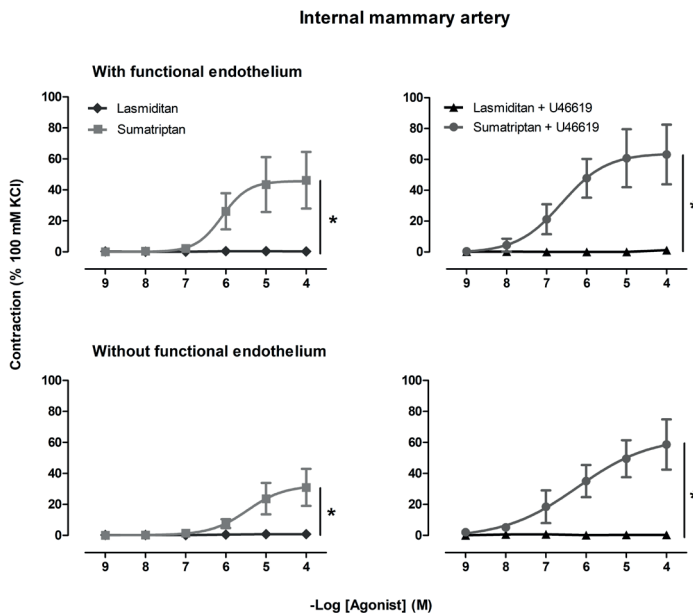 Internal mammary artery
With functional endothelium
100
80
60
40
20
0
Lasmiditan
Sumatriptan
*
9 8 7 6 5 4
100
80
60
40
20
0
Lasmiditan + U46619
Sumatriptan + U46619
*
9 8 7 6 5 4
Contraction (% 100 mM KCl)
Without functional endothelium
100
80
60
40
20
0
*
9 8 7 6 5 4
100
80
60
40
20
0
*
9 8 7 6 5 4
-Log [Agonist] (M)